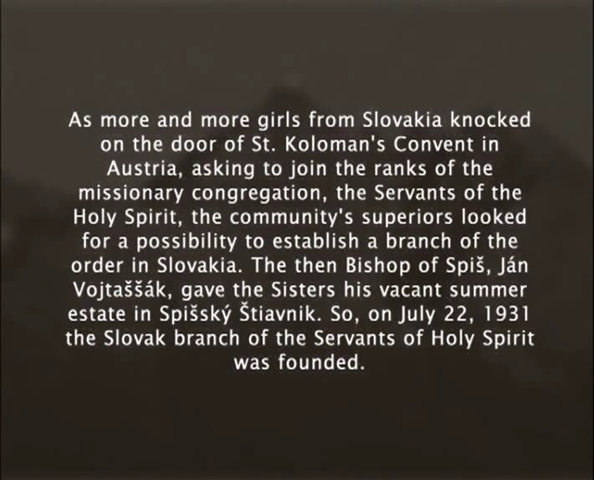 As more and more girls from Slovakia knocked
on the door of St. Koloman's Convent in
Austria, asking to join the ranks of the
missionary congregation, the Servants of the
Holy Spirit, the community's superiors looked
for a possibility to establish a branch of the
order in Slovakia. The then Bishop of Spiš, Ján
Vojtaššák, gave the Sisters his vacant summer
estate in Spišský Štiavnik. So, on July 22, 1931
the Slovak branch of the Servants of Holy Spirit
was founded.